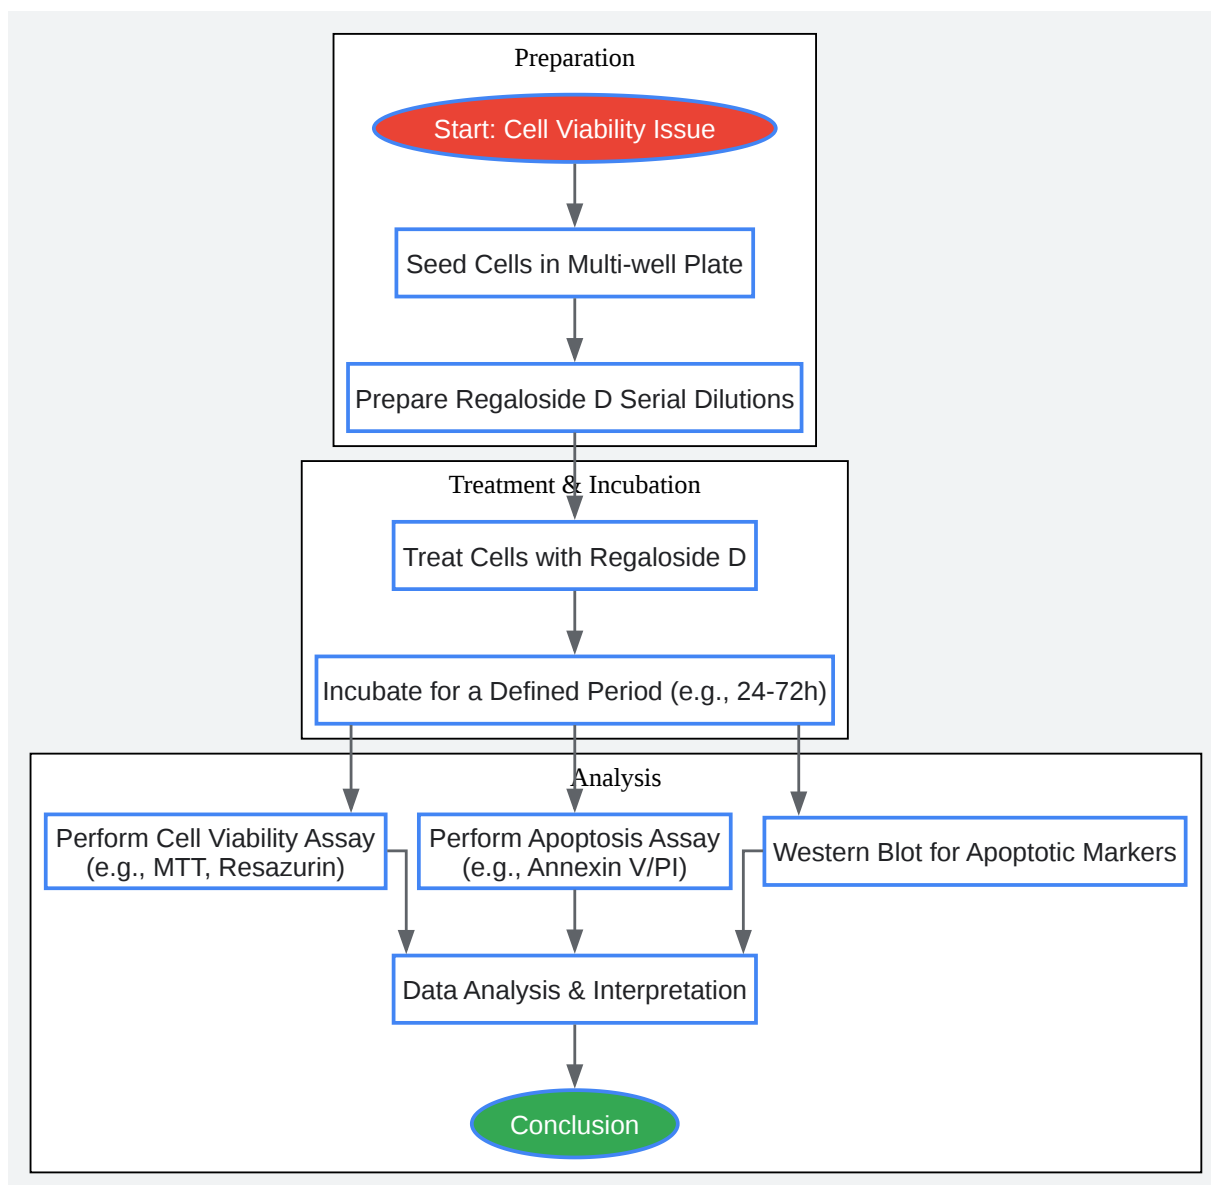 Preparation
Start: Cell Viability Issue
Seed Cells in Multi-well Plate
Prepare Regaloside D Serial Dilutions
Treatment & Incubation
Treat Cells with Regaloside D
Incubate for a Defined Period (e.g., 24-72h)
Analysis
Perform Cell Viability Assay
(e.g., MTT, Resazurin)
Perform Apoptosis Assay
(e.g., Annexin V/PI)
Western Blot for Apoptotic Markers
Data Analysis & Interpretation
Conclusion